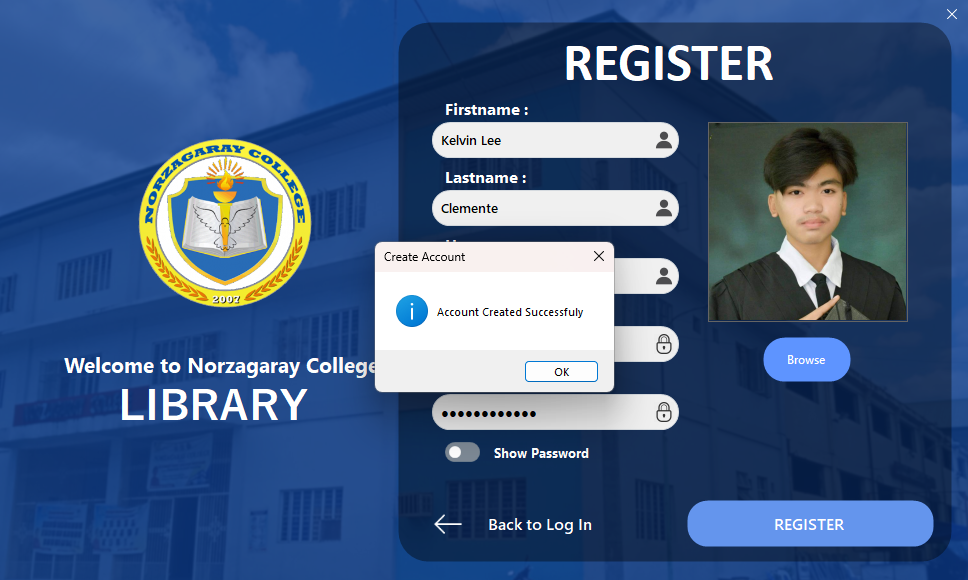 NORZAGARAY COLLEGE
2007
Welcome to Norzagaray College
LIBRARY
REGISTER
Firstname :
Kelvin Lee
Lastname :
Clemente
Create Account
Account Created Successfuly
OK
Show Password
Back to Log In
Browse
REGISTER